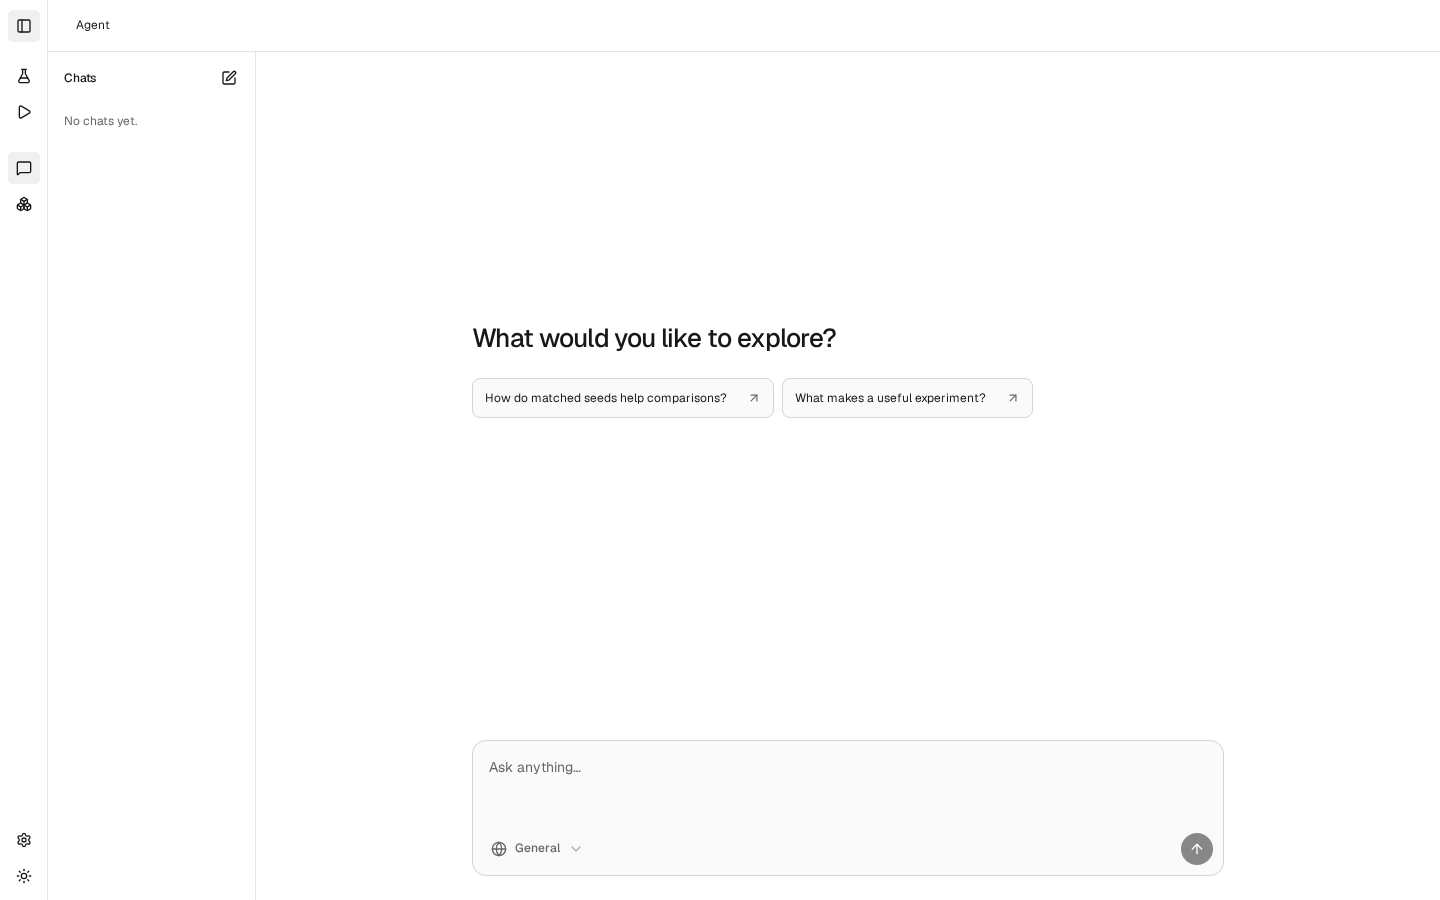 Agent
Chats
No chats yet.
What would you like to explore?
How do matched seeds help comparisons?
What makes a useful experiment?
Ask anything…
General